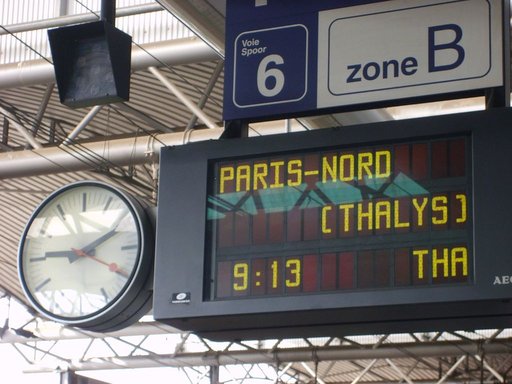 Voie
Spoor
6
zone B
PARIS-NORD
(THALYS)
9:13 THA
AEG